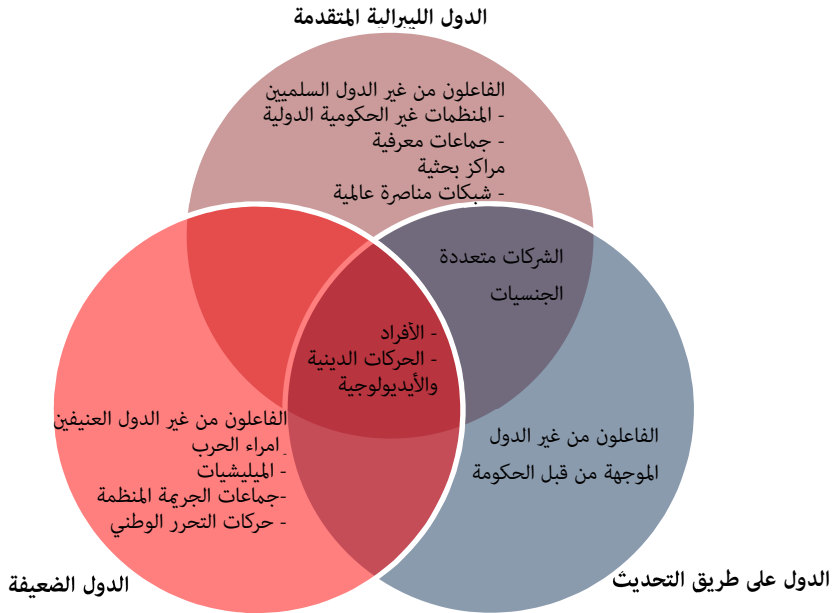 الدول الليبرالية المتقدمة
الفاعلون من غير الدول السلميين
- المنظمات غير الحكومية الدولية
- جماعات معرفية
مراكز بحثية
- شبكات مناصرة عالمية
الشركات متعددة
الجنسيات
- الأفراد
- الحركات الدينية
والأيديولوجية
الفاعلون من غير الدول العنيفين
- امراء الحرب
- الميليشيات
-جماعات الجريمة المنظمة
- حركات التحرر الوطني
الفاعلون من غير الدول
الموجهة من قبل الحكومة
الدول على طريق التحديث
الدول الضعيفة